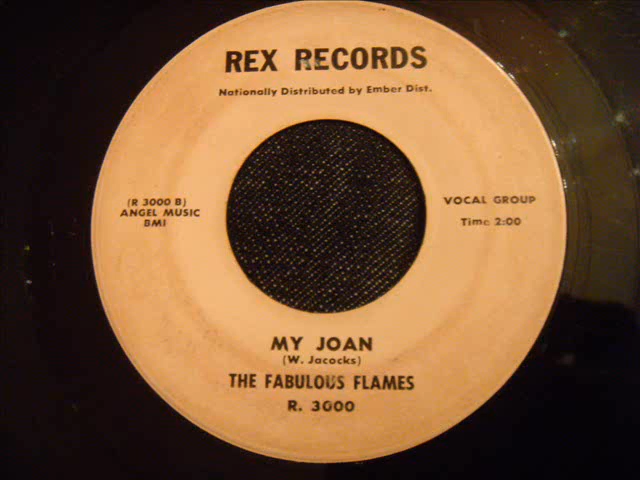 REX RECORDS
Nationally Distributed by Ember Dist.
(R 3000 B)
ANGEL MUSIC
BMI
VOCAL GROUP
Time 2:00
MY JOAN
(W. Jacocks)
THE FABULOUS FLAMES
R. 3000